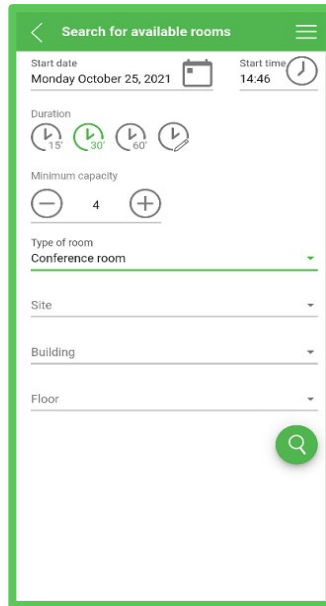 Search for available rooms
Start date
Start time
Monday October 25, 2021
14:46
Duration
15'
30'
60'
Minimum capacity
4
Type of room
Conference room
Site
Building
Floor